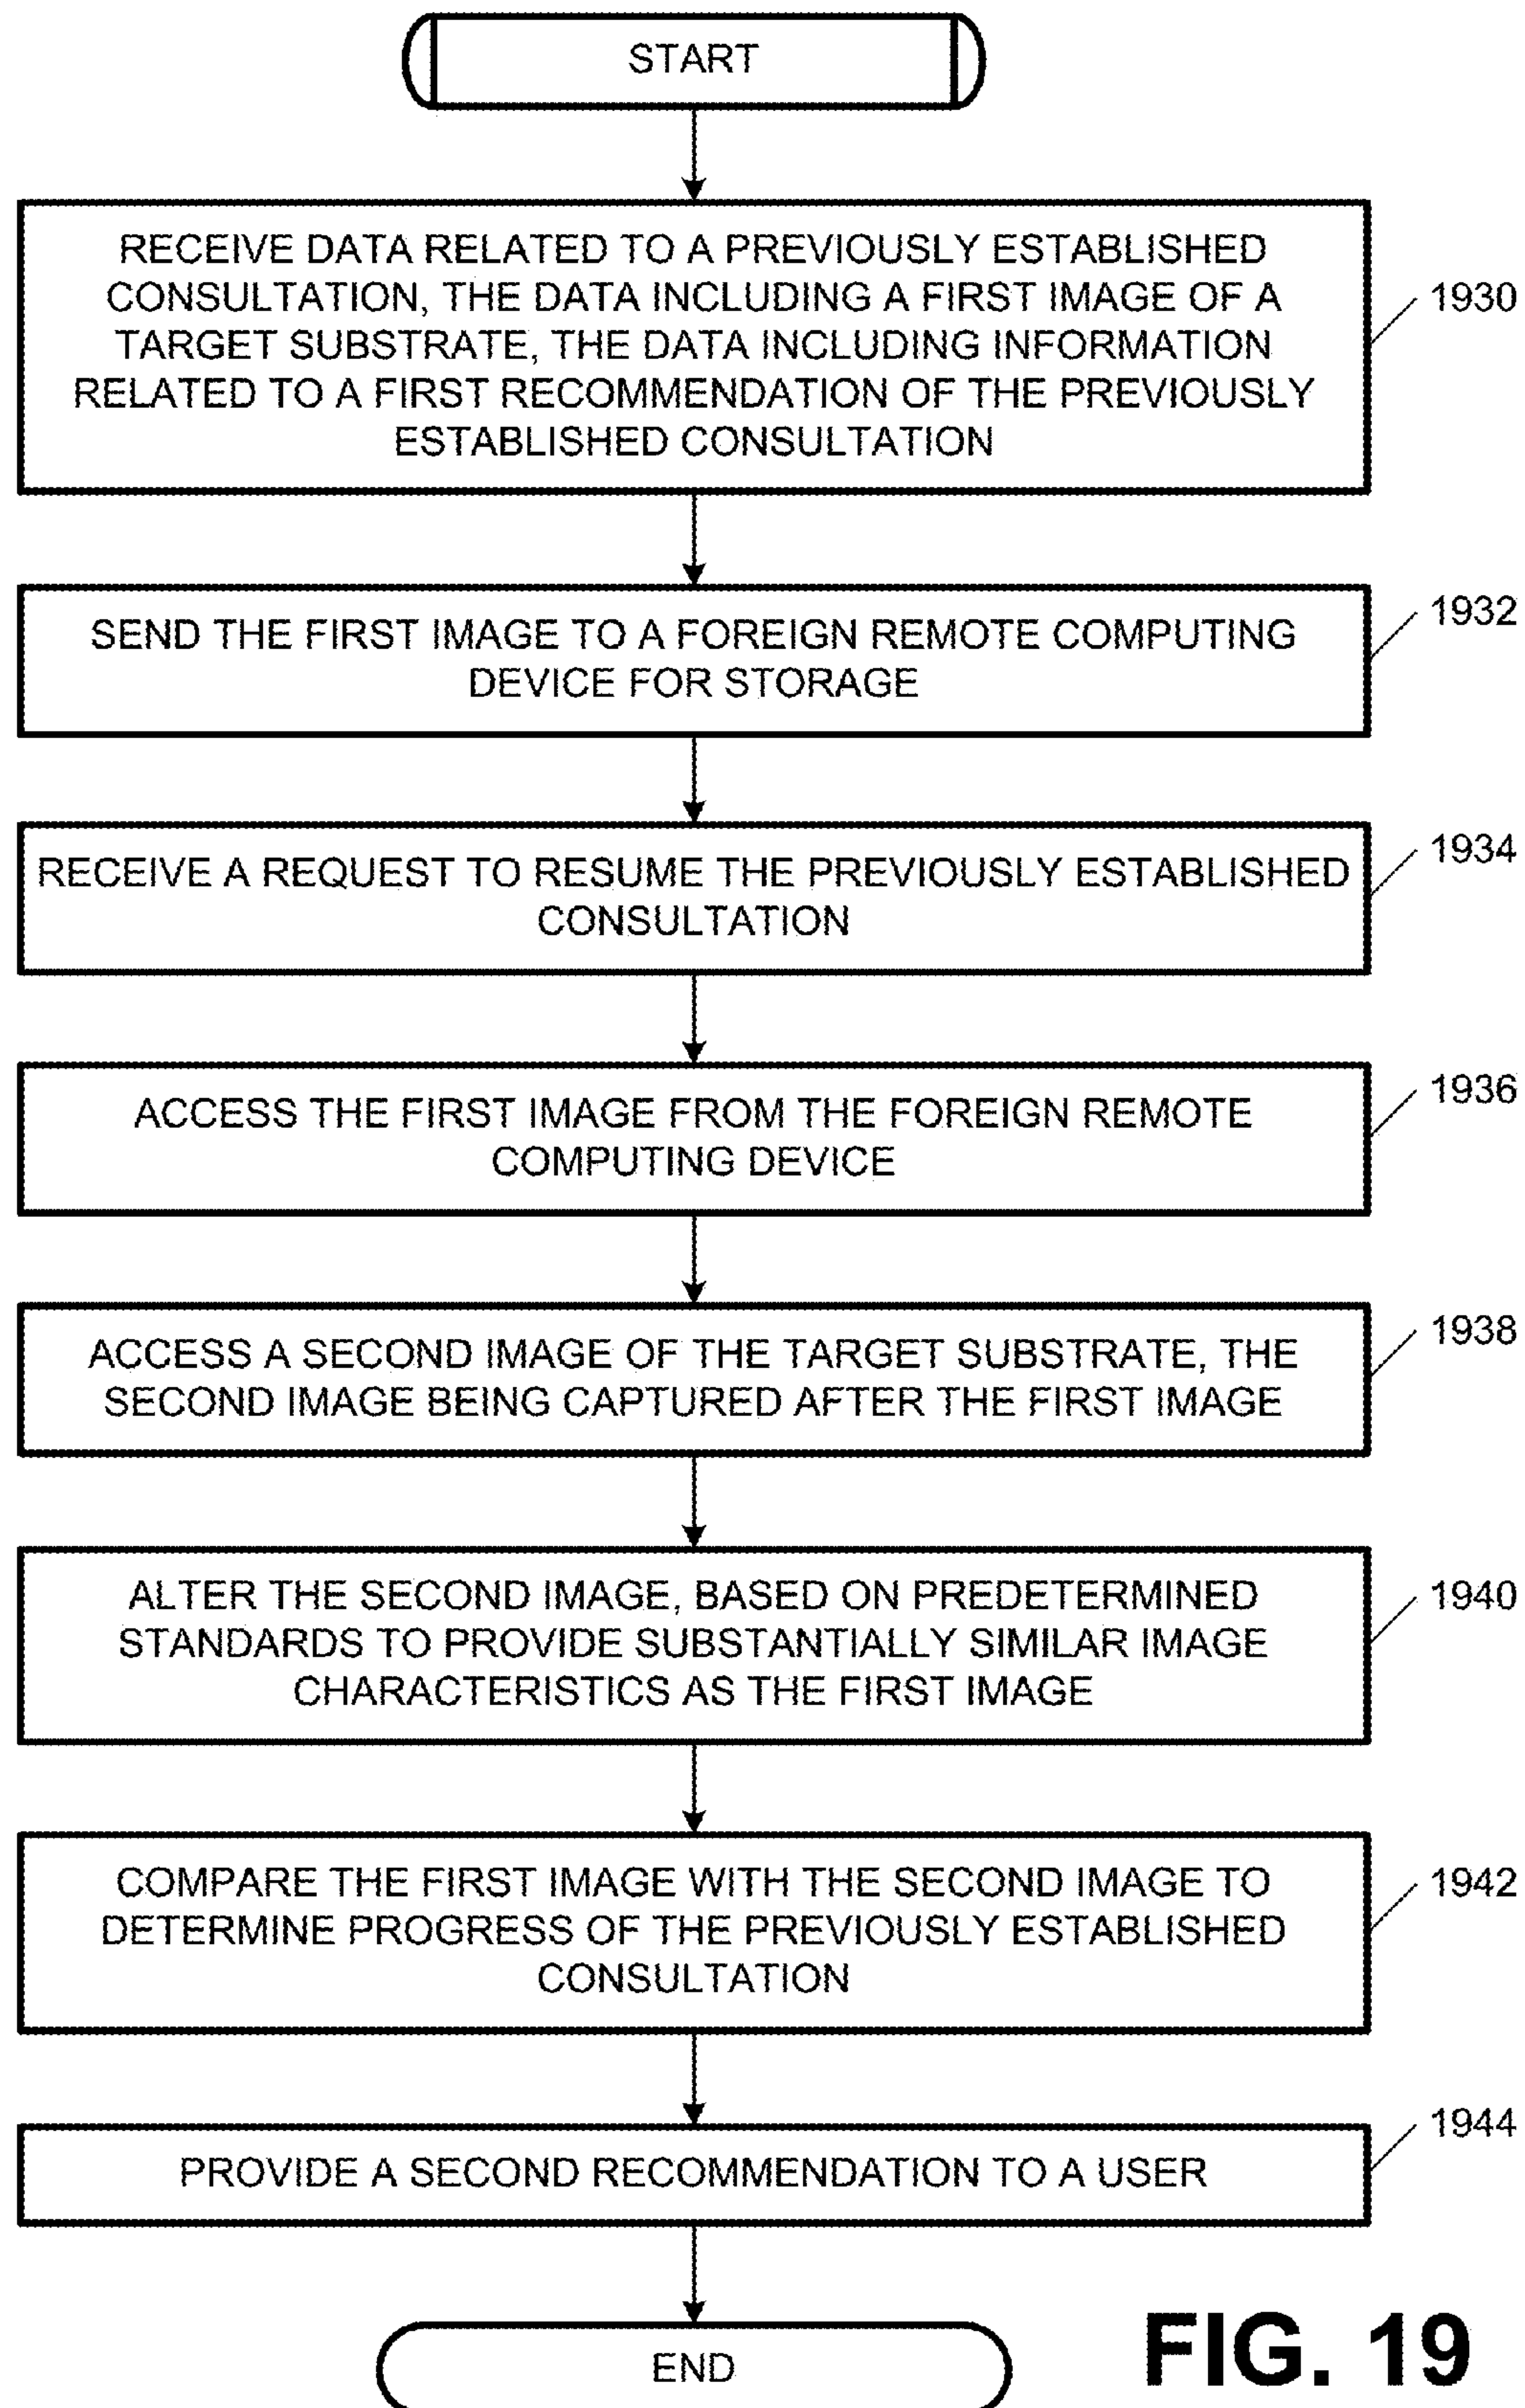 START
RECEIVE DATA RELATED TO A PREVIOUSLY ESTABLISHED
CONSULTATION, THE DATA INCLUDING A FIRST IMAGE OF A
TARGET SUBSTRATE, THE DATA INCLUDING INFORMATION
RELATED TO A FIRST RECOMMENDATION OF THE PREVIOUSLY
ESTABLISHED CONSULTATION
1930
SEND THE FIRST IMAGE TO A FOREIGN REMOTE COMPUTING
DEVICE FOR STORAGE
1932
RECEIVE A REQUEST TO RESUME THE PREVIOUSLY ESTABLISHED
CONSULTATION
1934
ACCESS THE FIRST IMAGE FROM THE FOREIGN REMOTE
COMPUTING DEVICE
1936
ACCESS A SECOND IMAGE OF THE TARGET SUBSTRATE, THE
SECOND IMAGE BEING CAPTURED AFTER THE FIRST IMAGE
1938
ALTER THE SECOND IMAGE, BASED ON PREDETERMINED
STANDARDS TO PROVIDE SUBSTANTIALLY SIMILAR IMAGE
CHARACTERISTICS AS THE FIRST IMAGE
1940
COMPARE THE FIRST IMAGE WITH THE SECOND IMAGE TO
DETERMINE PROGRESS OF THE PREVIOUSLY ESTABLISHED
CONSULTATION
1942
PROVIDE A SECOND RECOMMENDATION TO A USER
1944
END
FIG. 19